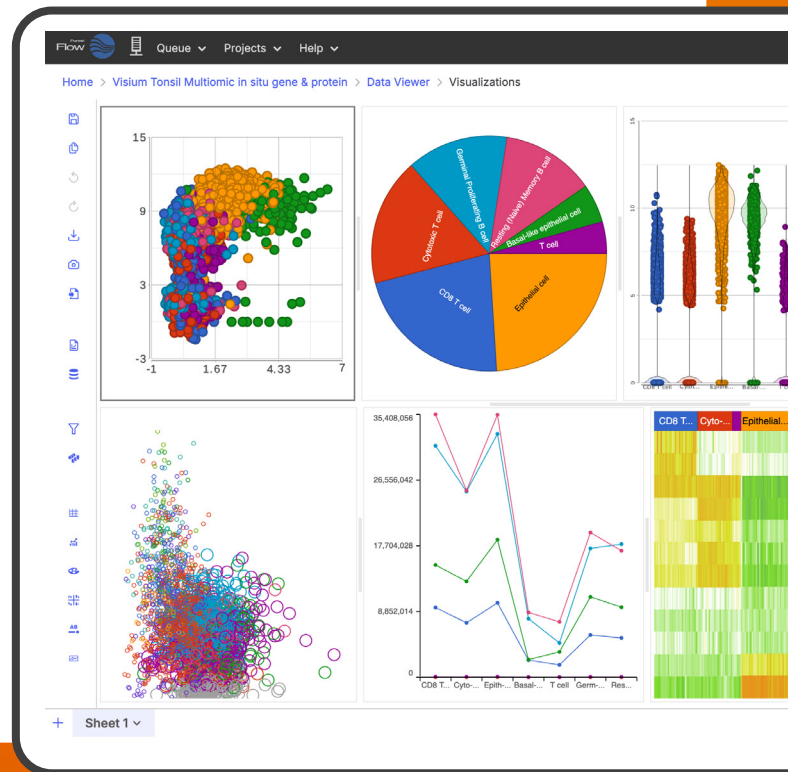 Flow
Queue
Projects
Help
Home > Visium Tonsil Multiomic in situ gene & protein > Data Viewer > Visualizations
15
9
3
-3
-1
1.67
4.33
7
Germinal Proliferating B cell
Resting (Naive) Memory B cell
Basal-like epithelial cell
T cell
Cytotoxic T cell
CD8 T cell
Epithelial cell
15
10
5
0
CD8 T cell
35,408,056
26,556,042
17,704,028
8,852,014
0
CD8 T...
Cyto-...
Epith-...
Basal-...
T cell
Germ-...
Res...
CD8 T...
Cyto-...
Epithelial...
AB
+ Sheet 1